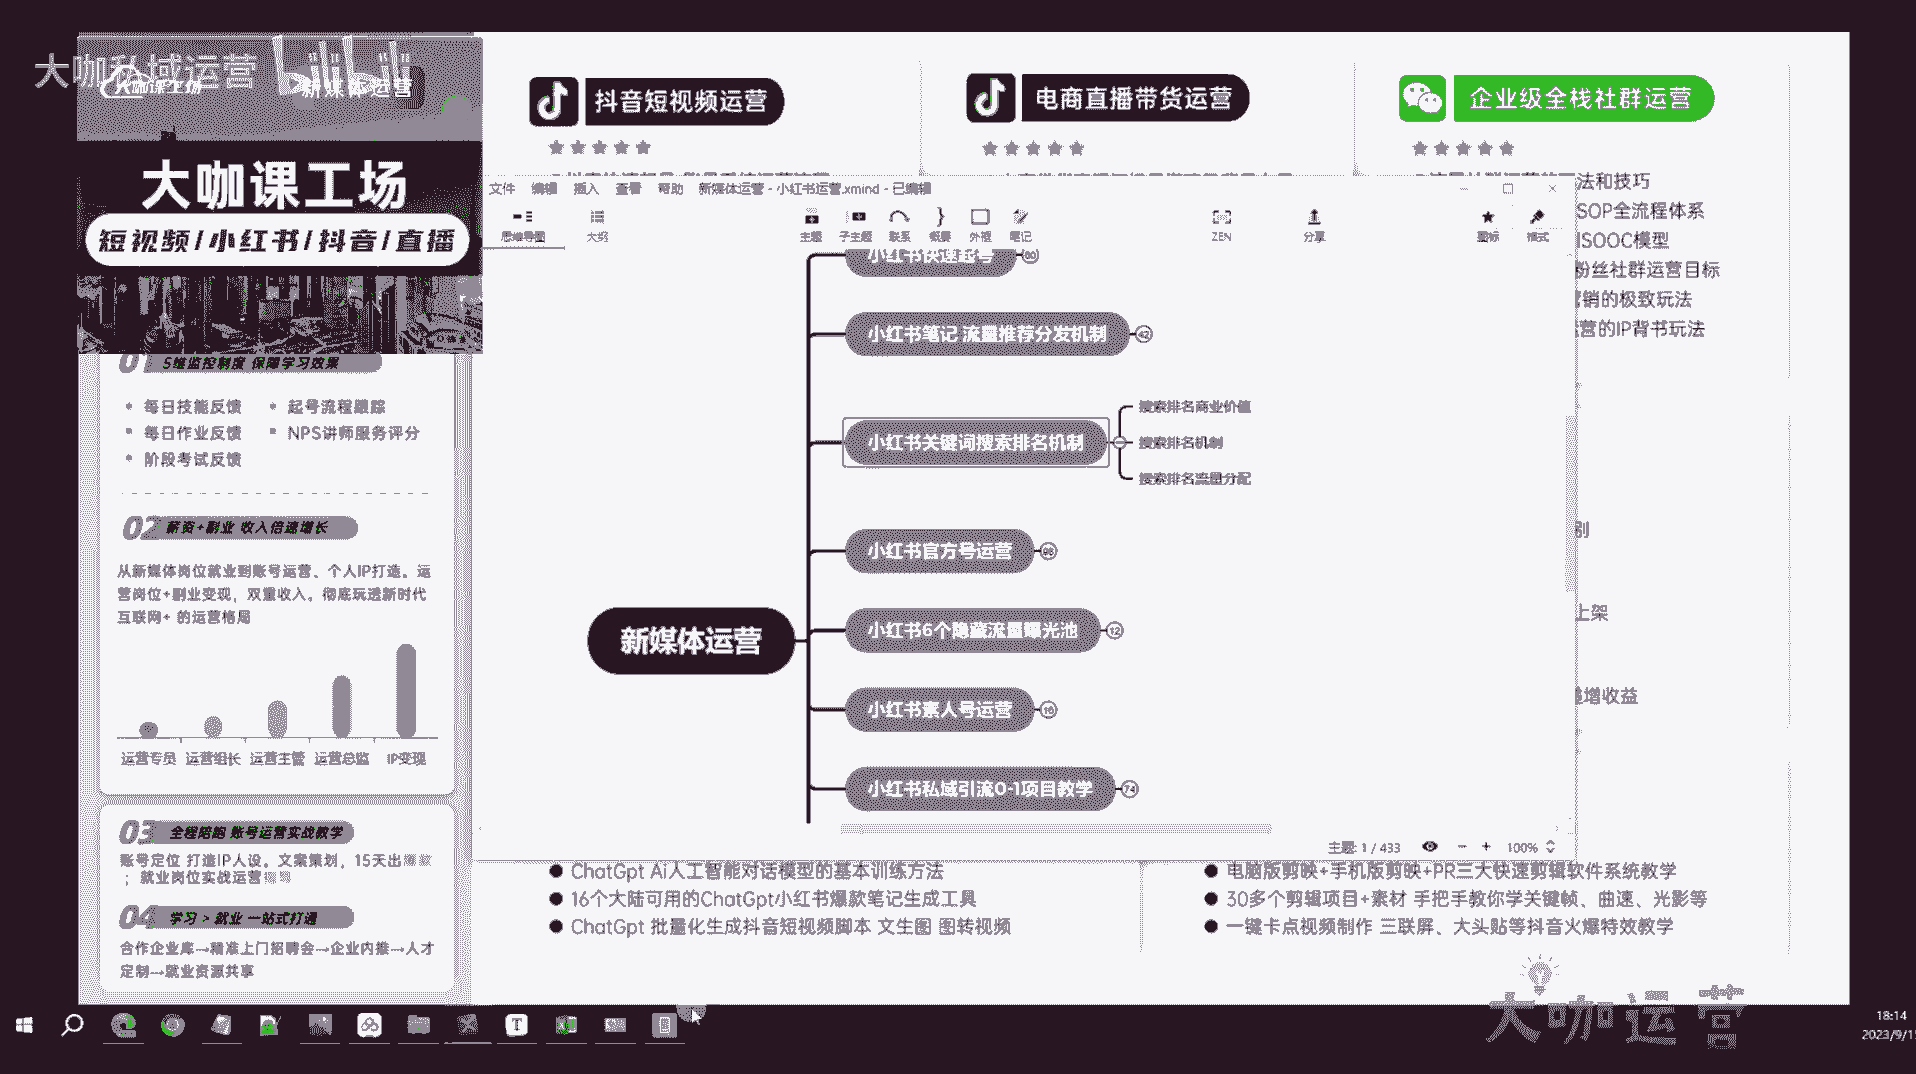 大咖私域运营 bilibili
大咖课工场
新媒体运营
大咖课工场
短视频/小红书/抖音/直播
01 5维监控制度 保障学习效果
• 每日技能反馈
• 起号流程跟踪
• 每日作业反馈
• NPS讲师服务评分
• 阶段考试反馈
02 薪资+副业 收入倍速增长
从新媒体岗位就业到账号运营、个人IP打造。运
营岗位+副业变现，双重收入。彻底玩透新时代
互联网+ 的运营格局
运营专员 运营组长 运营主管 运营总监 IP变现
03 全程陪跑 账号运营实战教学
账号定位 打造IP人设。文案策划，15天出爆款
；就业岗位实战运营
04 学习 > 就业 一站式打通
合作企业库→精准上门招聘会→企业内推→人才
定制→就业资源共享
抖音短视频运营
★★★★★
电商直播带货运营
★★★★★
企业级全栈社群运营
★★★★★
法和技巧
SOP全流程体系
ISOOC模型
粉丝社群运营目标
营销的极致玩法
运营的IP背书玩法
别
上架
增收益
文件 编辑 插入 查看 帮助 新媒体运营 - 小红书运营.xmind - 已编辑
思维导图 大纲 主题 子主题 联系 概要 外框 笔记 ZEN 分享 图标 格式
小红书快速起号 80
小红书笔记 流量推荐分发机制 42
小红书关键词搜索排名机制
搜索排名商业价值
搜索排名机制
搜索排名流量分配
小红书官方号运营
小红书6个隐藏流量曝光池 12
新媒体运营
小红书素人号运营 16
小红书私域引流0-1项目教学 74
主题: 1 / 433 100%
● ChatGpt Ai人工智能对话模型的基本训练方法
● 16个大陆可用的ChatGpt小红书爆款笔记生成工具
● ChatGpt 批量化生成抖音短视频脚本 文生图 图转视频
● 电脑版剪映+手机版剪映+PR三大快速剪辑软件系统教学
● 30多个剪辑项目+素材 手把手教你学关键帧、曲速、光影等
● 一键卡点视频制作 三联屏、大头贴等抖音火爆特效教学
大咖运营
18:14
2023/9/1